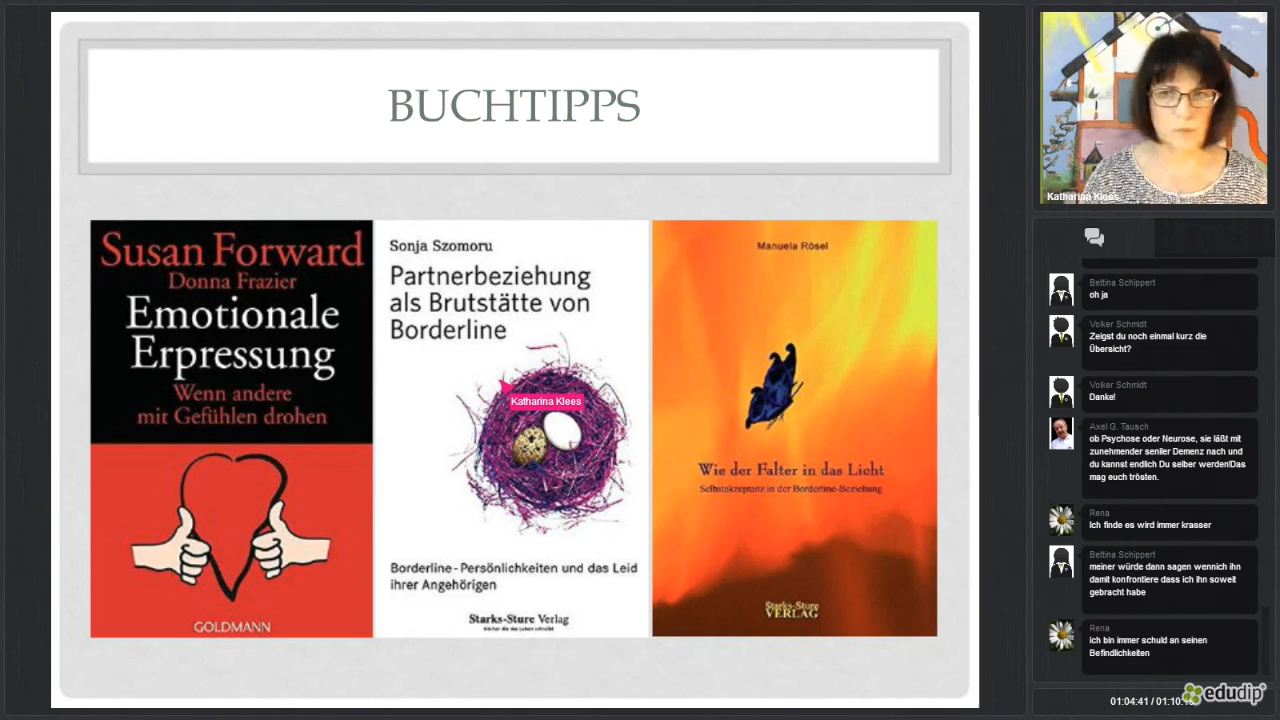 BUCHTIPPS
Susan Forward
Donna Frazier
Emotionale
Erpressung
Wenn andere
mit Gefühlen drohen
GOLDMANN
Sonja Szomoru
Partnerbeziehung
als Brutstätte von
Borderline
Katharina Klees
Borderline-Persönlichkeiten und das Leid
ihrer Angehörigen
Starks-Sture Verlag
Manuela Rösel
Wie der Falter in das Licht
Selbstakzeptanz in der Borderline-Beziehung
Starks-Sture
VERLAG
Katharina Klees
Bettina Schippert
oh ja
Volker Schmidt
Zeigst du noch einmal kurz die
Übersicht?
Volker Schmidt
Danke!
Axel G. Tausch
ob Psychose oder Neurose, sie läßt mit
zunehmender seniler Demenz nach und
du kannst endlich Du selber werden!Das
mag euch trösten.
Rena
Ich finde es wird immer krasser
Bettina Schippert
meiner würde dann sagen wennich ihn
damit konfrontiere dass ich ihn soweit
gebracht habe
Rena
ich bin immer schuld an seinen
Befindlichkeiten
01:04:41 / 01:10:
edudip